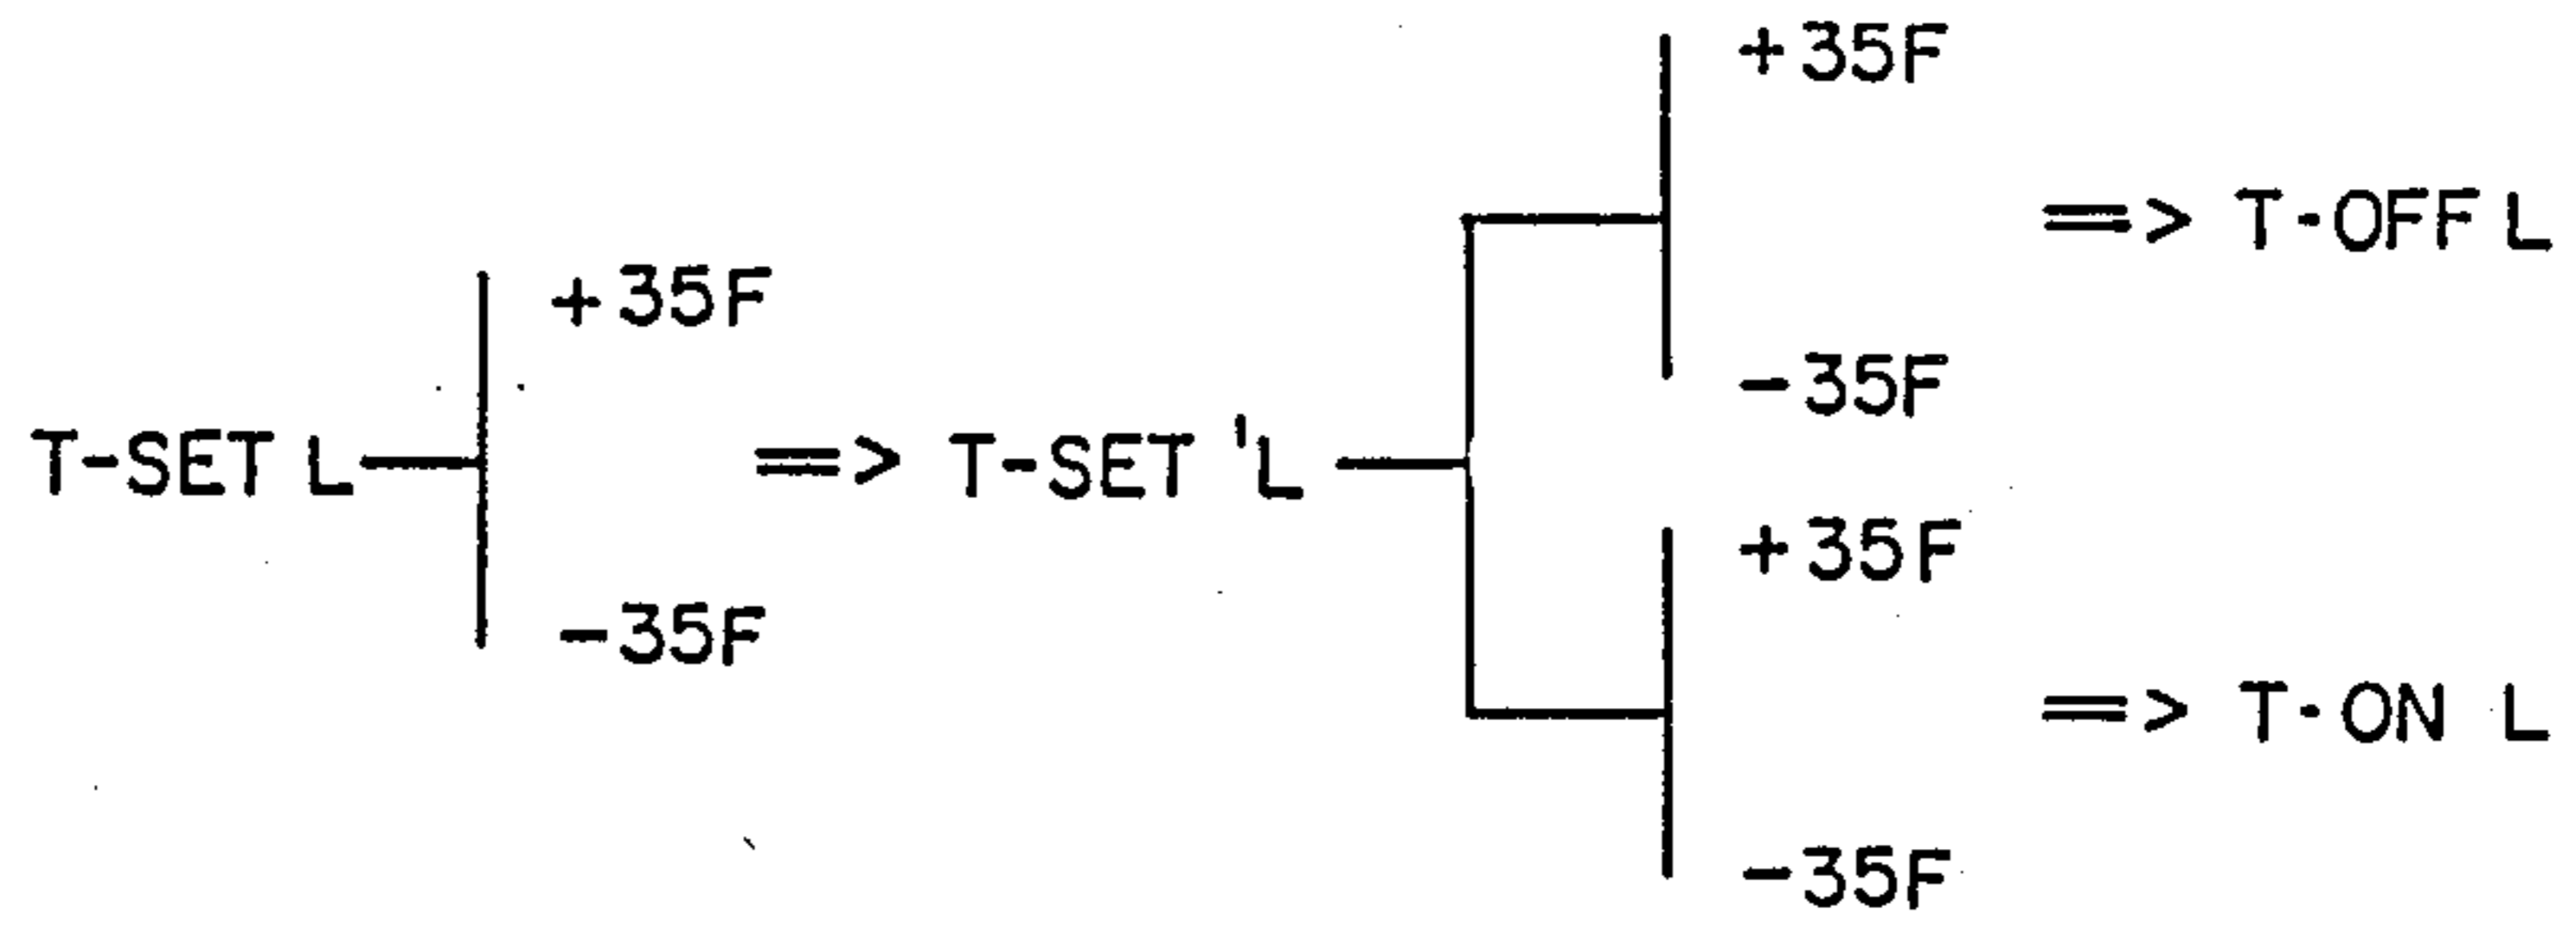 +35F
=> T-OFF L
+35F
-35F
T-SET L
=> T-SET 'L
+35F
-35F
=> T-ON L
-35F